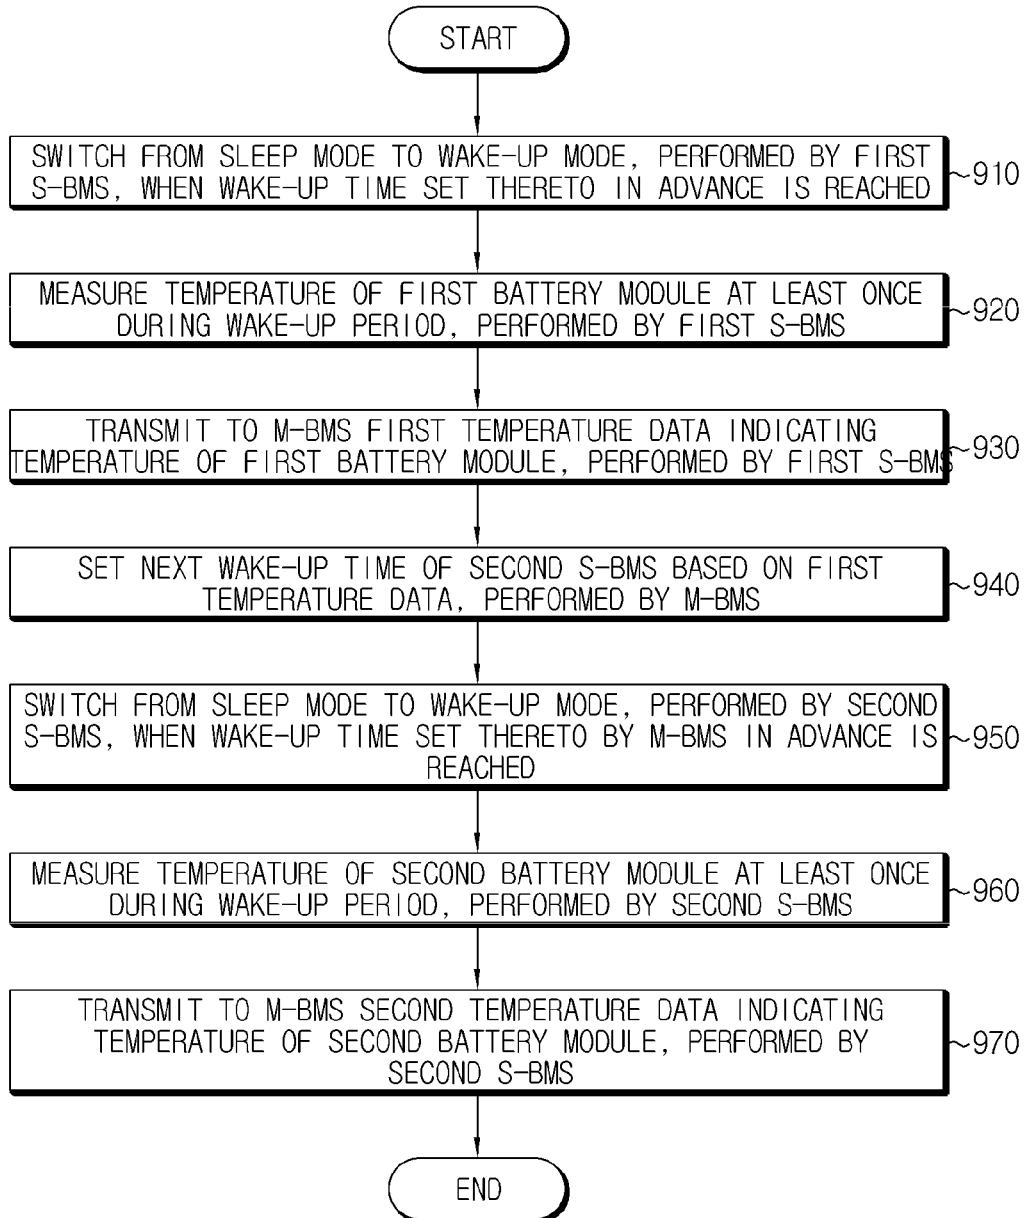 START
SWITCH FROM SLEEP MODE TO WAKE-UP MODE, PERFORMED BY FIRST
S-BMS, WHEN WAKE-UP TIME SET THERETO IN ADVANCE IS REACHED
910
MEASURE TEMPERATURE OF FIRST BATTERY MODULE AT LEAST ONCE
DURING WAKE-UP PERIOD, PERFORMED BY FIRST S-BMS
920
TRANSMIT TO M-BMS FIRST TEMPERATURE DATA INDICATING
TEMPERATURE OF FIRST BATTERY MODULE, PERFORMED BY FIRST S-BMS
930
SET NEXT WAKE-UP TIME OF SECOND S-BMS BASED ON FIRST
TEMPERATURE DATA, PERFORMED BY M-BMS
940
SWITCH FROM SLEEP MODE TO WAKE-UP MODE, PERFORMED BY SECOND
S-BMS, WHEN WAKE-UP TIME SET THERETO BY M-BMS IN ADVANCE IS
REACHED
950
MEASURE TEMPERATURE OF SECOND BATTERY MODULE AT LEAST ONCE
DURING WAKE-UP PERIOD, PERFORMED BY SECOND S-BMS
960
TRANSMIT TO M-BMS SECOND TEMPERATURE DATA INDICATING
TEMPERATURE OF SECOND BATTERY MODULE, PERFORMED BY
SECOND S-BMS
970
END